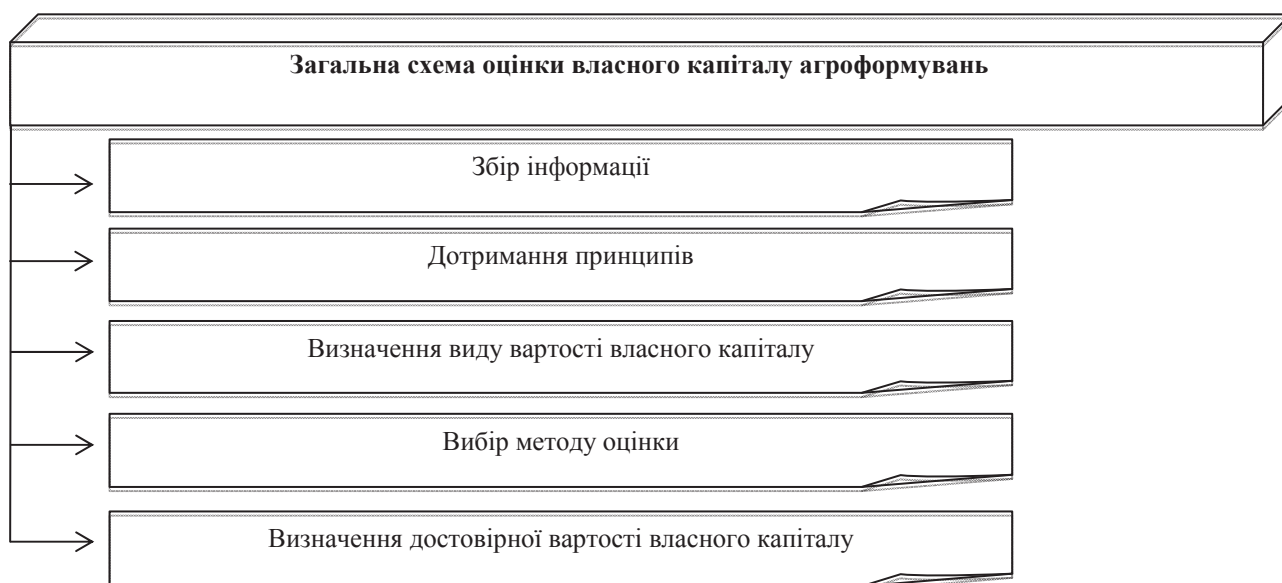 Загальна схема оцінки власного капіталу агроформувань
Збір інформації
Дотримання принципів
Визначення виду вартості власного капіталу
Вибір методу оцінки
Визначення достовірної вартості власного капіталу